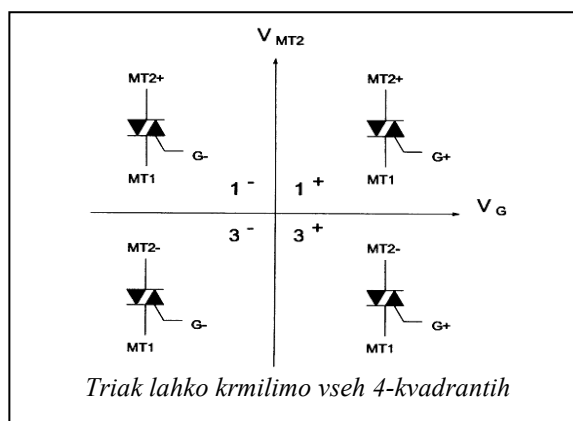 V MT2
MT2+ MT2+
G- G+
MT1 MT1
1 - 1 +
V G
3 - 3 +
MT2- MT2-
G- G+
MT1 MT1
Triak lahko krmilimo vseh 4-kvadrantih